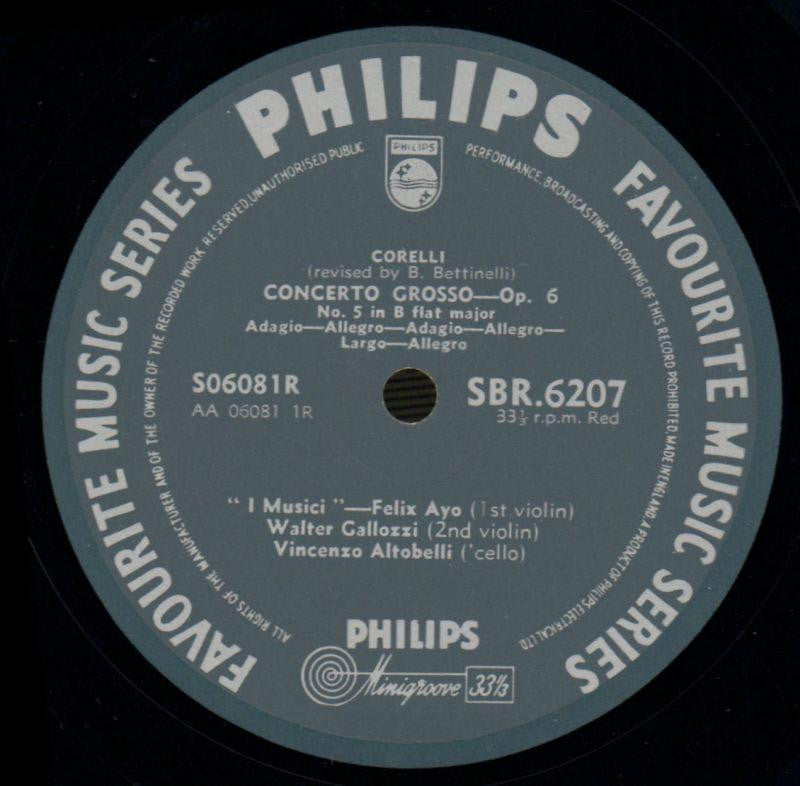 PHILIPS
FAVOURITE MUSIC SERIES
FAVOURITE MUSIC SERIES
ALL RIGHTS OF THE MANUFACTURER AND OF THE OWNER OF THE RECORDED WORK RESERVED, UNAUTHORISED PUBLIC PERFORMANCE, BROADCASTING AND COPYING OF THIS RECORD PROHIBITED, MADE IN ENGLAND, A PRODUCT OF PHILIPS ELECTRICAL LTD.
PHILIPS
CORELLI
(revised by B. Bettinelli)
CONCERTO GROSSO—Op. 6
No. 5 in B flat major
Adagio—Allegro—Adagio—Allegro—
Largo—Allegro
S06081R
AA 06081 1R
SBR.6207
33⅓ r.p.m. Red
“ I Musici ”—Felix Ayo (1st violin)
Walter Gallozzi (2nd violin)
Vincenzo Altobelli (’cello)
PHILIPS
Minigroove 33⅓